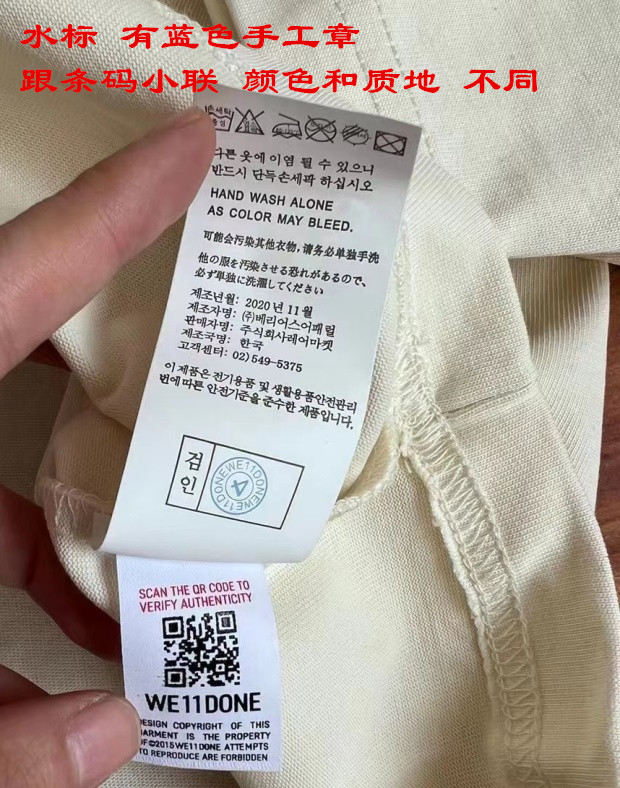 水标 有蓝色手工章
跟条码小联 颜色和质地 不同
손세탁
중성
다른 옷에 이염 될 수 있으니
반드시 단독손세팍 하십시오
HAND WASH ALONE
AS COLOR MAY BLEED.
可能会污染其他衣物,请务必单独手洗
他の服を汚染させる恐れがあるので、
必ず単独に洗濯してください
제조년월: 2020 년 11 월
제조자명: (주)베리어스어패럴
판매자명: 주식회사레어마켓
제조국명: 한국
고객센터: 02)549-5375
이 제품은 전기용품 및 생활용품안전관리
번에 따른 안전기준을 준수한 제품입니다.
검인
WE11DONEWE11DONE
4
SCAN THE QR CODE TO
VERIFY AUTHENTICITY
WE11DONE
DESIGN COPYRIGHT OF THIS
GARMENT IS THE PROPERTY
OF©2015WE11DONE ATTEMPTS
TO REPRODUCE ARE FORBIDDEN